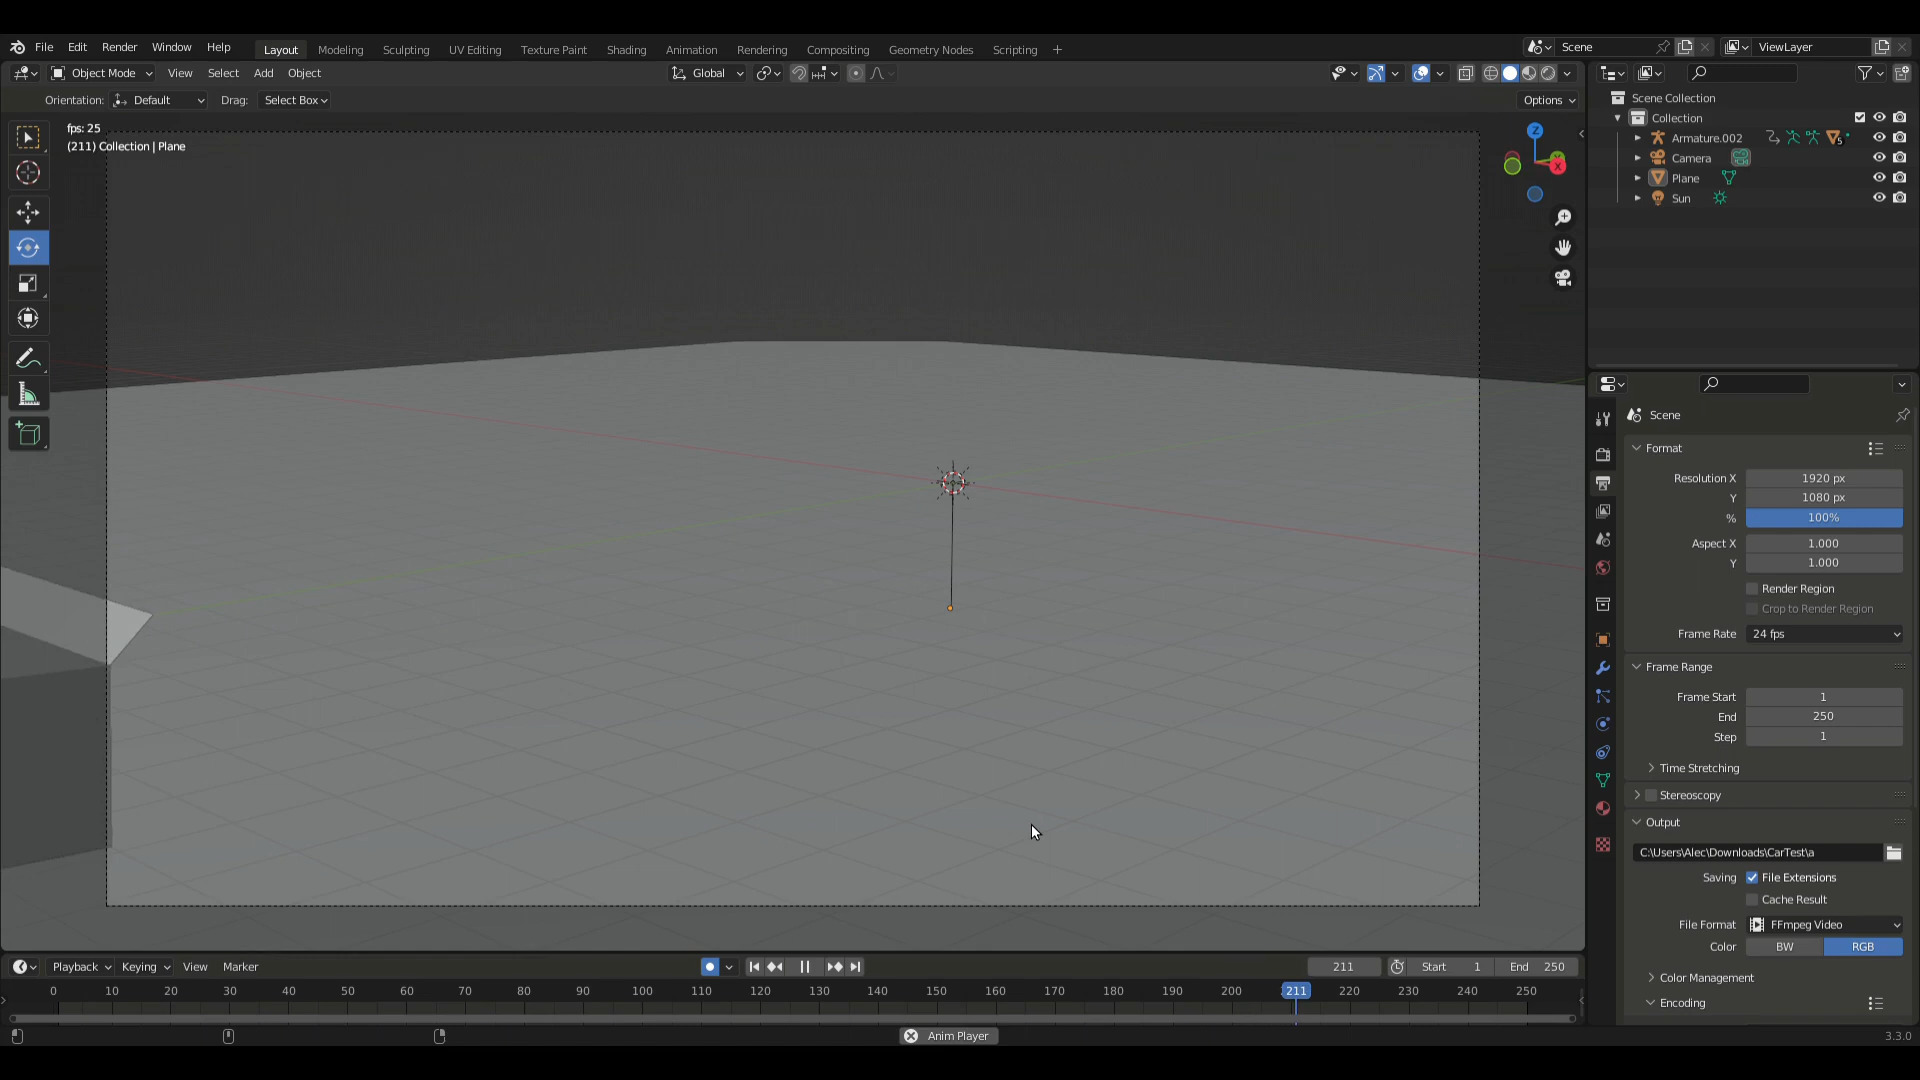 File Edit Render Window Help Layout Modeling Sculpting UV Editing Texture Paint Shading Animation Rendering Compositing Geometry Nodes Scripting + Scene ViewLayer
Object Mode View Select Add Object Global
Orientation: Default Drag: Select Box Options
fps: 25
(211) Collection | Plane
Z
X
Scene Collection
Collection
Armature.002 5
Camera
Plane
Sun
Scene
Format
Resolution X 1920 px
Y 1080 px
% 100%
Aspect X 1.000
Y 1.000
Render Region
Crop to Render Region
Frame Rate 24 fps
Frame Range
Frame Start 1
End 250
Step 1
Time Stretching
Stereoscopy
Output
C:\Users\Alec\Downloads\CarTest\a
Saving File Extensions
Cache Result
File Format FFmpeg Video
Color BW RGB
Color Management
Encoding
Playback Keying View Marker 211 Start 1 End 250
0 10 20 30 40 50 60 70 80 90 100 110 120 130 140 150 160 170 180 190 200 211 220 230 240 250
Anim Player 3.3.0